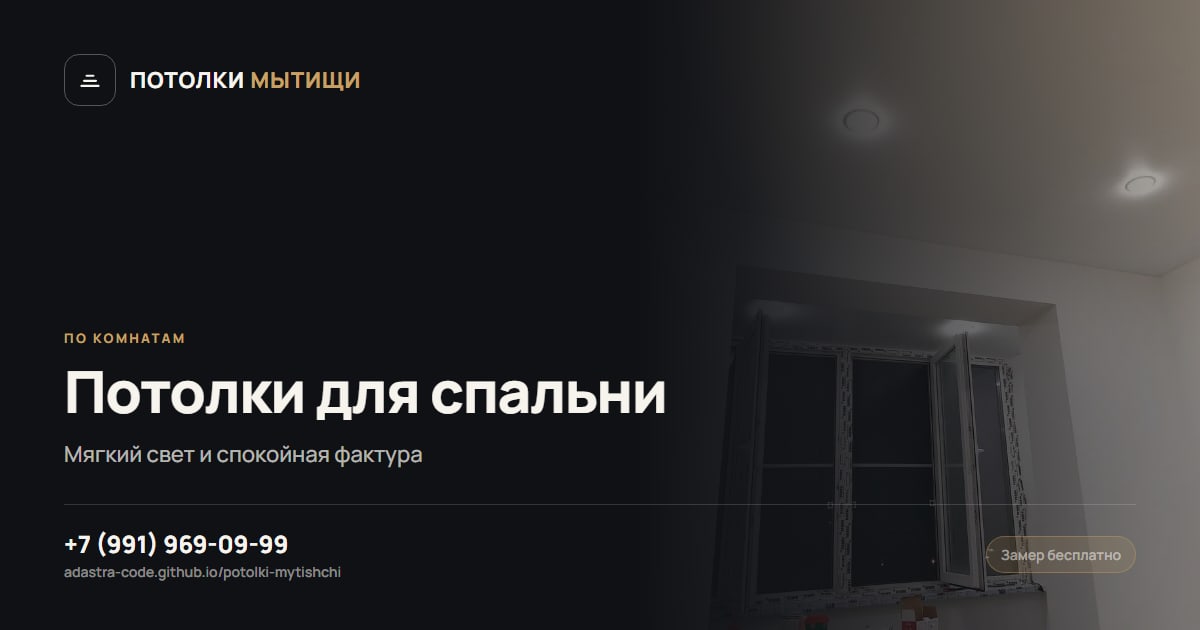 ПОТОЛКИ МЫТИЩИ
ПО КОМНАТАМ
Потолки для спальни
Мягкий свет и спокойная фактура
+7 (991) 969-09-99
adastra-code.github.io/potolki-mytishchi
Замер бесплатно